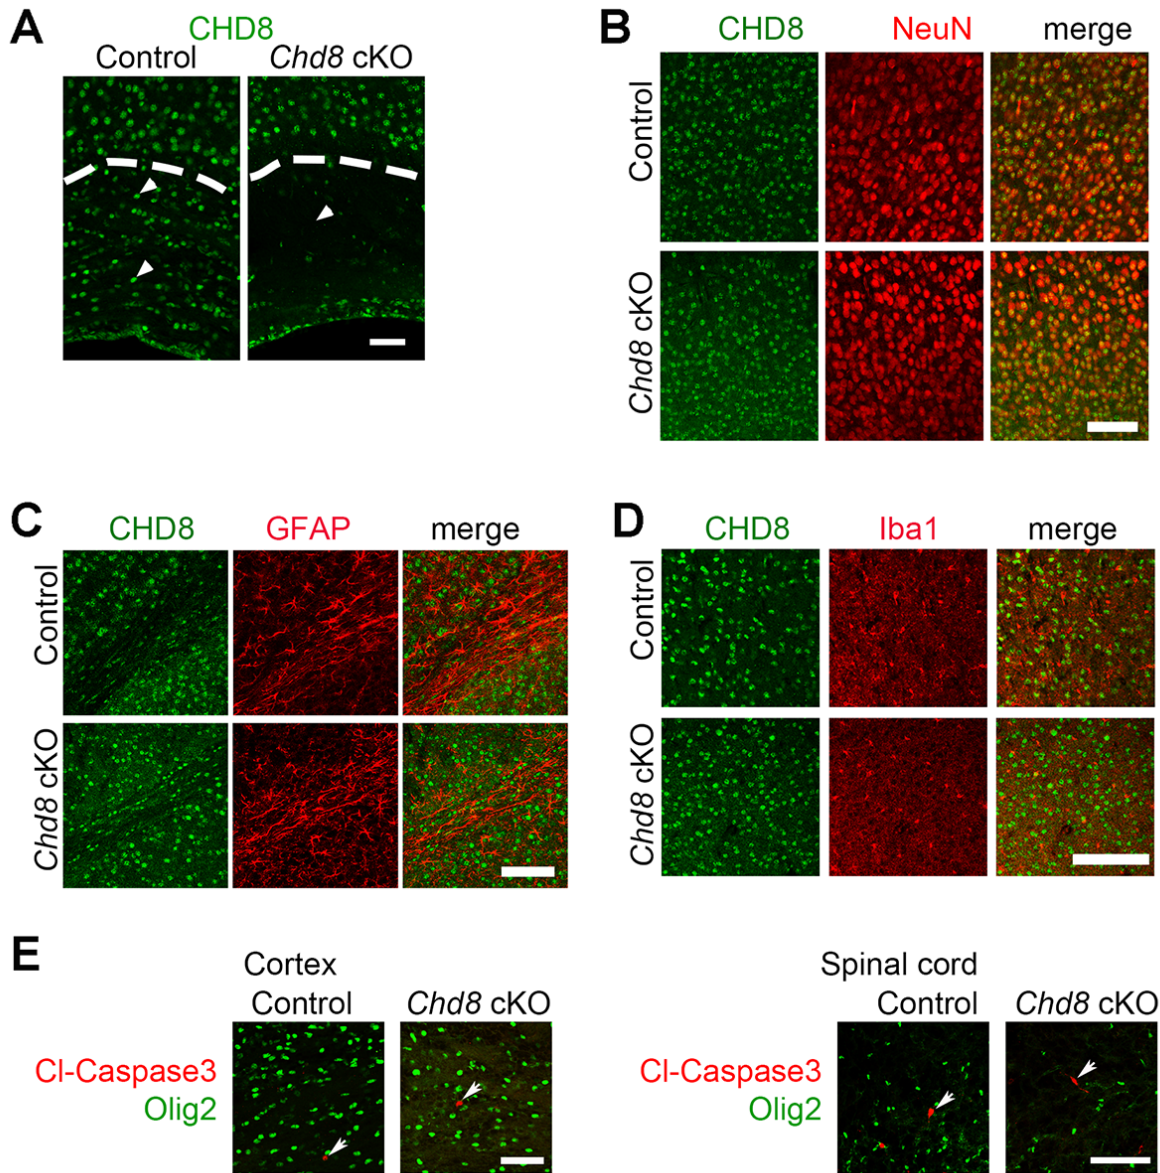 A
CHD8
Control Chd8 cKO
B
CHD8 NeuN merge
Control
Chd8 cKO
C
CHD8 GFAP merge
Control
Chd8 cKO
D
CHD8 Iba1 merge
Control
Chd8 cKO
E
Cortex
Control Chd8 cKO
Cl-Caspase3
Olig2
Spinal cord
Control Chd8 cKO
Cl-Caspase3
Olig2